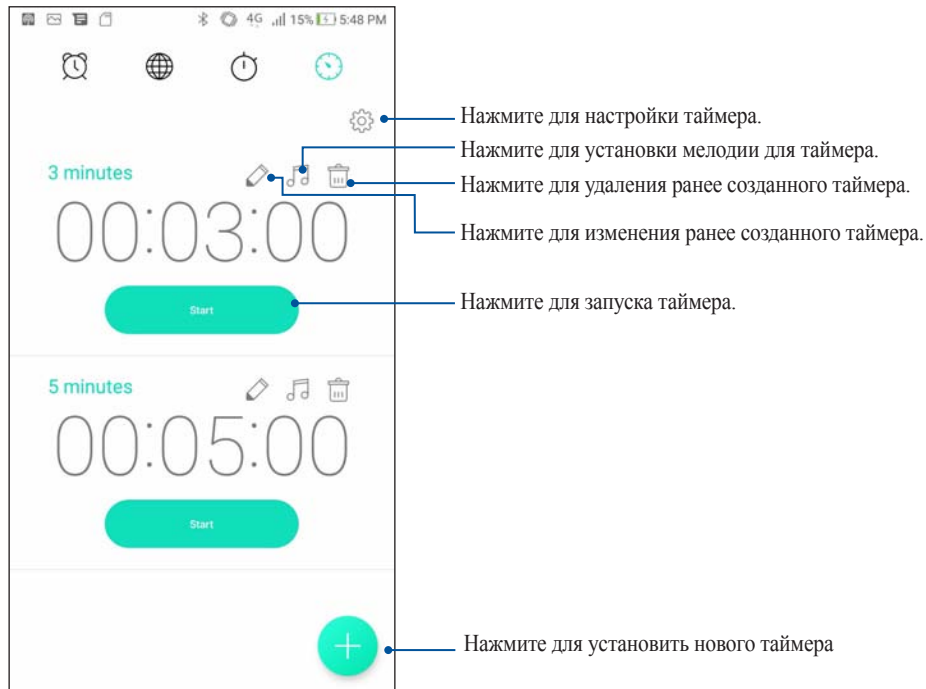 4G 15% 5:48 PM
Нажмите для настройки таймера.
Нажмите для установки мелодии для таймера.
3 minutes
Нажмите для удаления ранее созданного таймера.
00:03:00
Нажмите для изменения ранее созданного таймера.
Start
Нажмите для запуска таймера.
5 minutes
00:05:00
Start
Нажмите для установить нового таймера